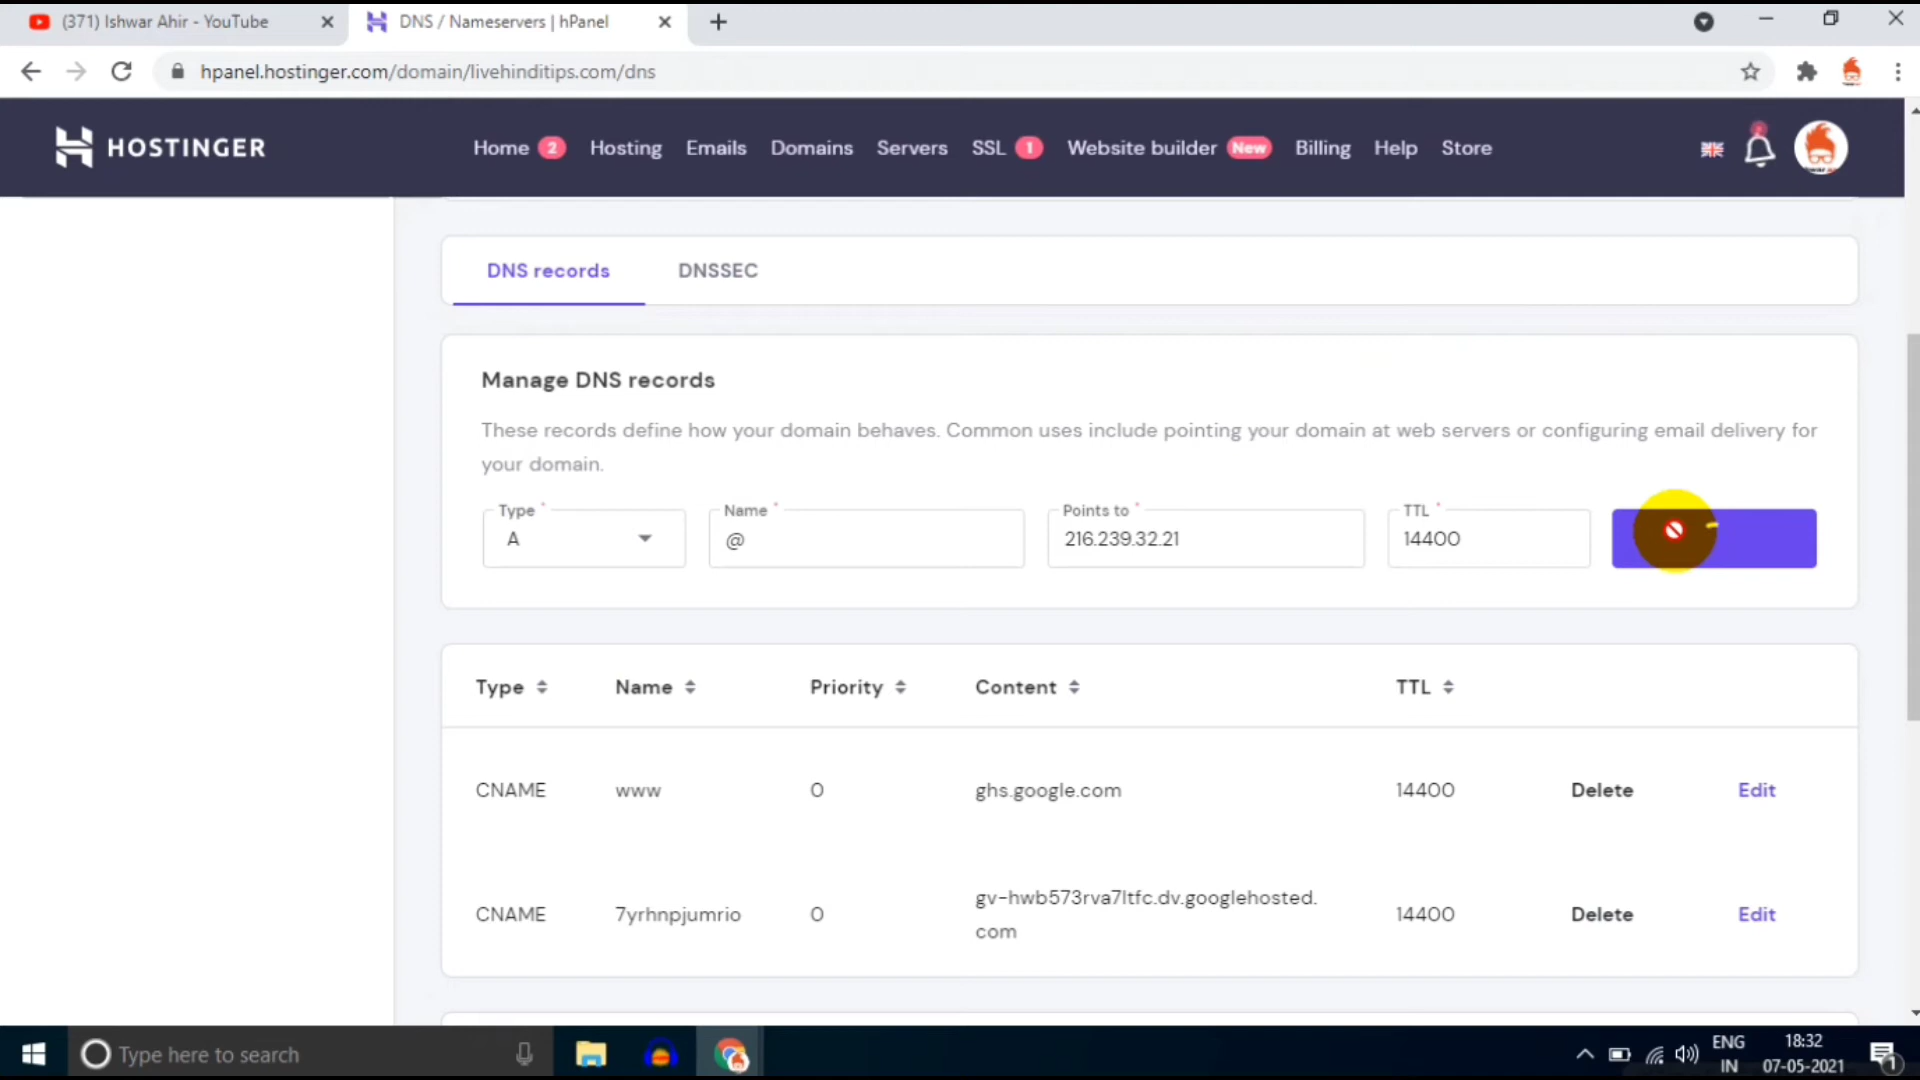 (371) Ishwar Ahir - YouTube
DNS / Nameservers | hPanel
hpanel.hostinger.com/domain/livehinditips.com/dns
HOSTINGER
Home 2 Hosting Emails Domains Servers SSL 1 Website builder New Billing Help Store
DNS records DNSSEC
Manage DNS records
These records define how your domain behaves. Common uses include pointing your domain at web servers or configuring email delivery for
your domain.
Type * Name * Points to * TTL *
A @ 216.239.32.21 14400
Type Name Priority Content TTL
CNAME www 0 ghs.google.com 14400 Delete Edit
CNAME 7yrhnpjumrio 0 gv-hwb573rva7ltfc.dv.googlehosted.
com 14400 Delete Edit
Type here to search
ENG 18:32
IN 07-05-2021 1